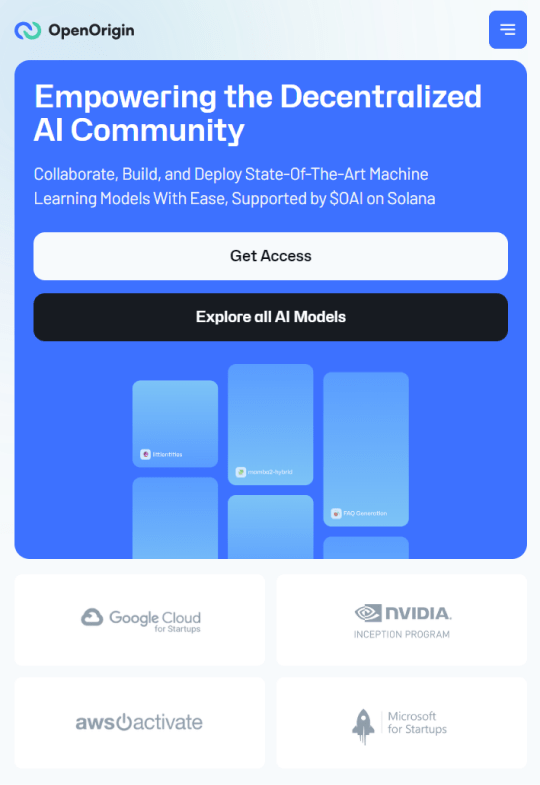 OpenOrigin
Empowering the Decentralized
AI Community
Collaborate, Build, and Deploy State-Of-The-Art Machine
Learning Models With Ease, Supported by $OAI on Solana
Get Access
Explore all AI Models
FAQ Generation
Google Cloud
for Startups
NVIDIA.
INCEPTION PROGRAM
aws activate
Microsoft
for Startups